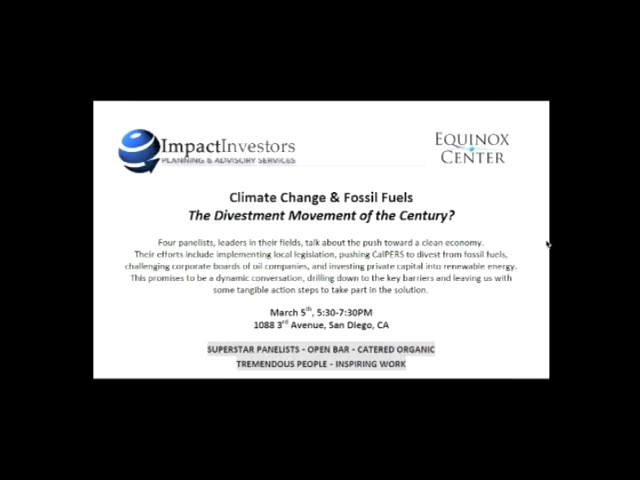 ImpactInvestors
PLANNING & ADVISORY SERVICES
EQUINOX
CENTER
Climate Change & Fossil Fuels
The Divestment Movement of the Century?
Four panelists, leaders in their fields, talk about the push toward a clean economy.
Their efforts include implementing local legislation, pushing CalPERS to divest from fossil fuels,
challenging corporate boards of oil companies, and investing private capital into renewable energy.
This promises to be a dynamic conversation, drilling down to the key barriers and leaving us with
some tangible action steps to take part in the solution.
March 5th, 5:30-7:30PM
1088 3rd Avenue, San Diego, CA
SUPERSTAR PANELISTS - OPEN BAR - CATERED ORGANIC
TREMENDOUS PEOPLE - INSPIRING WORK